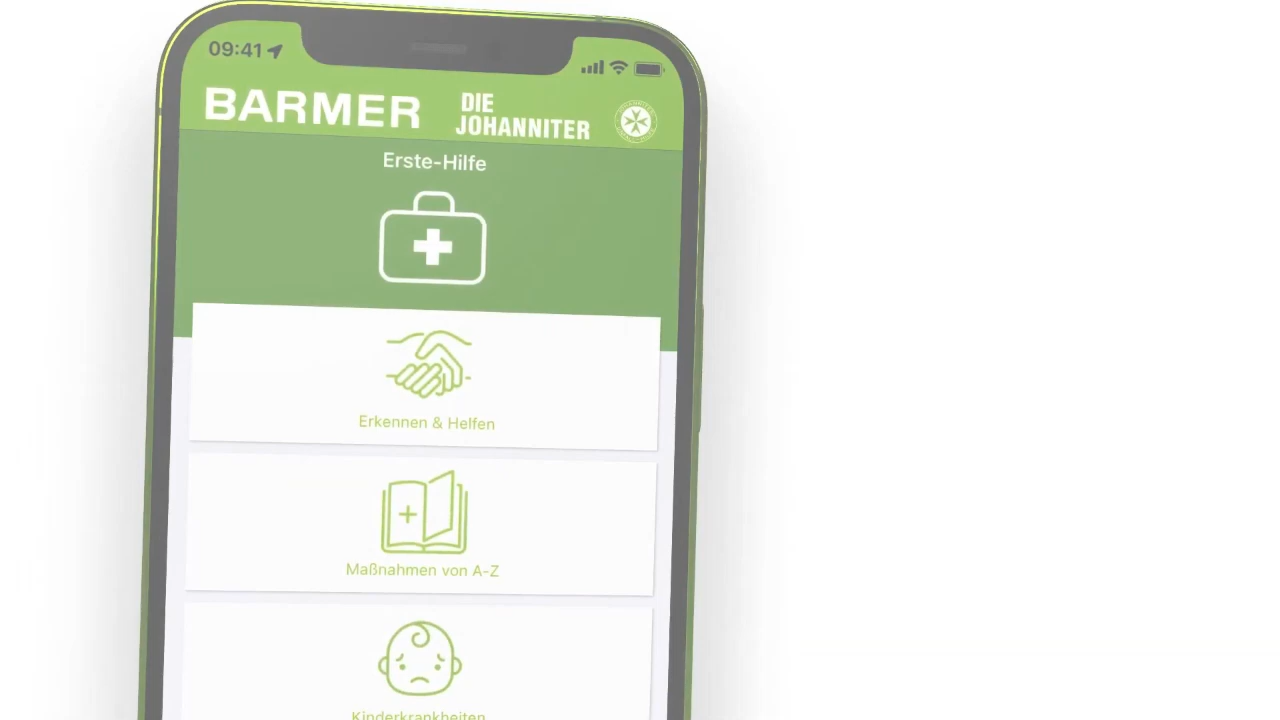 09:41
BARMER
DIE
JOHANNITER
Erste-Hilfe
Erkennen & Helfen
Maßnahmen von A-Z
Kinderkrankheiten